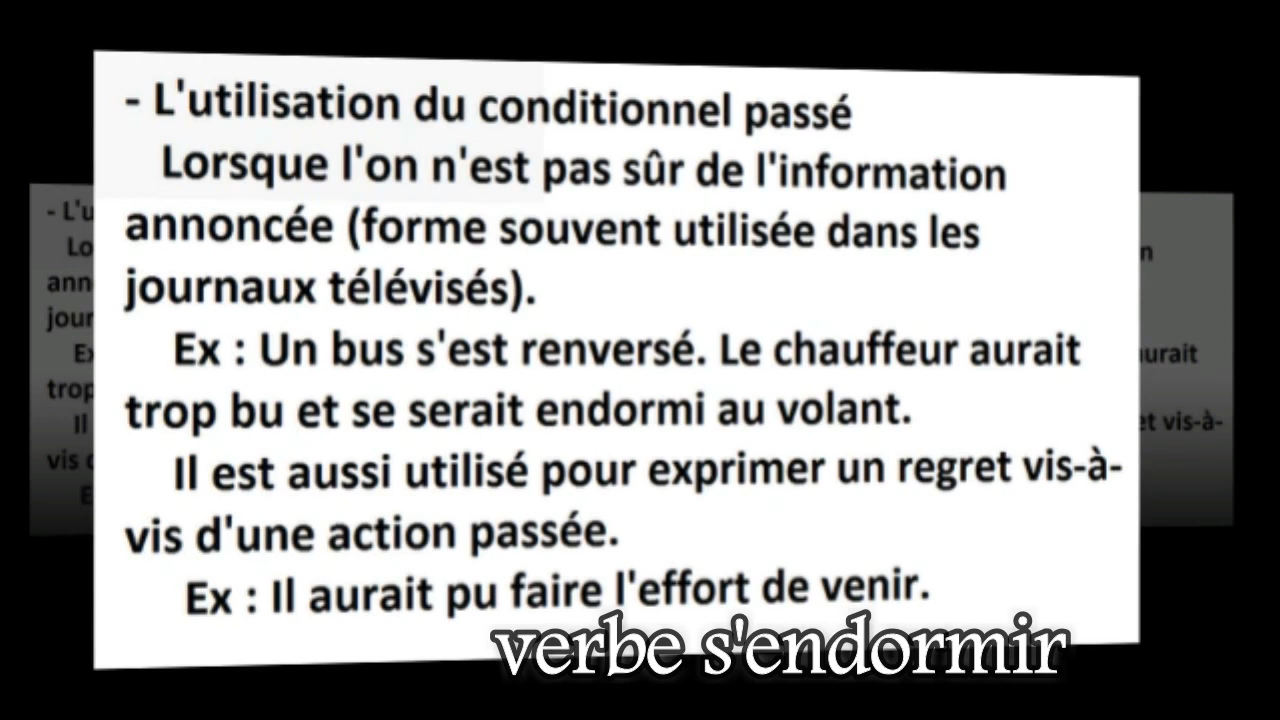 - L'utilisation du conditionnel passé
Lorsque l'on n'est pas sûr de l'information
annoncée (forme souvent utilisée dans les
journaux télévisés).
Ex : Un bus s'est renversé. Le chauffeur aurait
trop bu et se serait endormi au volant.
Il est aussi utilisé pour exprimer un regret vis-à-
vis d'une action passée.
Ex : Il aurait pu faire l'effort de venir.
verbe s'endormir